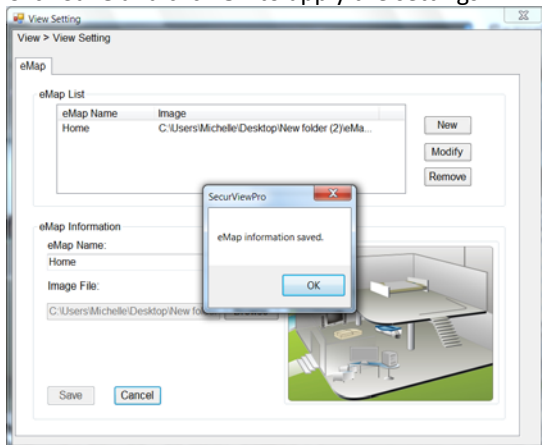 View Setting
View > View Setting
eMap
eMap List
eMap Name Image
Home C:\Users\Michelle\Desktop\New folder (2)\eMa...
New
Modify
Remove
SecurViewPro
eMap information saved.
OK
eMap Information
eMap Name:
Home
Image File:
C:\Users\Michelle\Desktop\New fo
Save Cancel